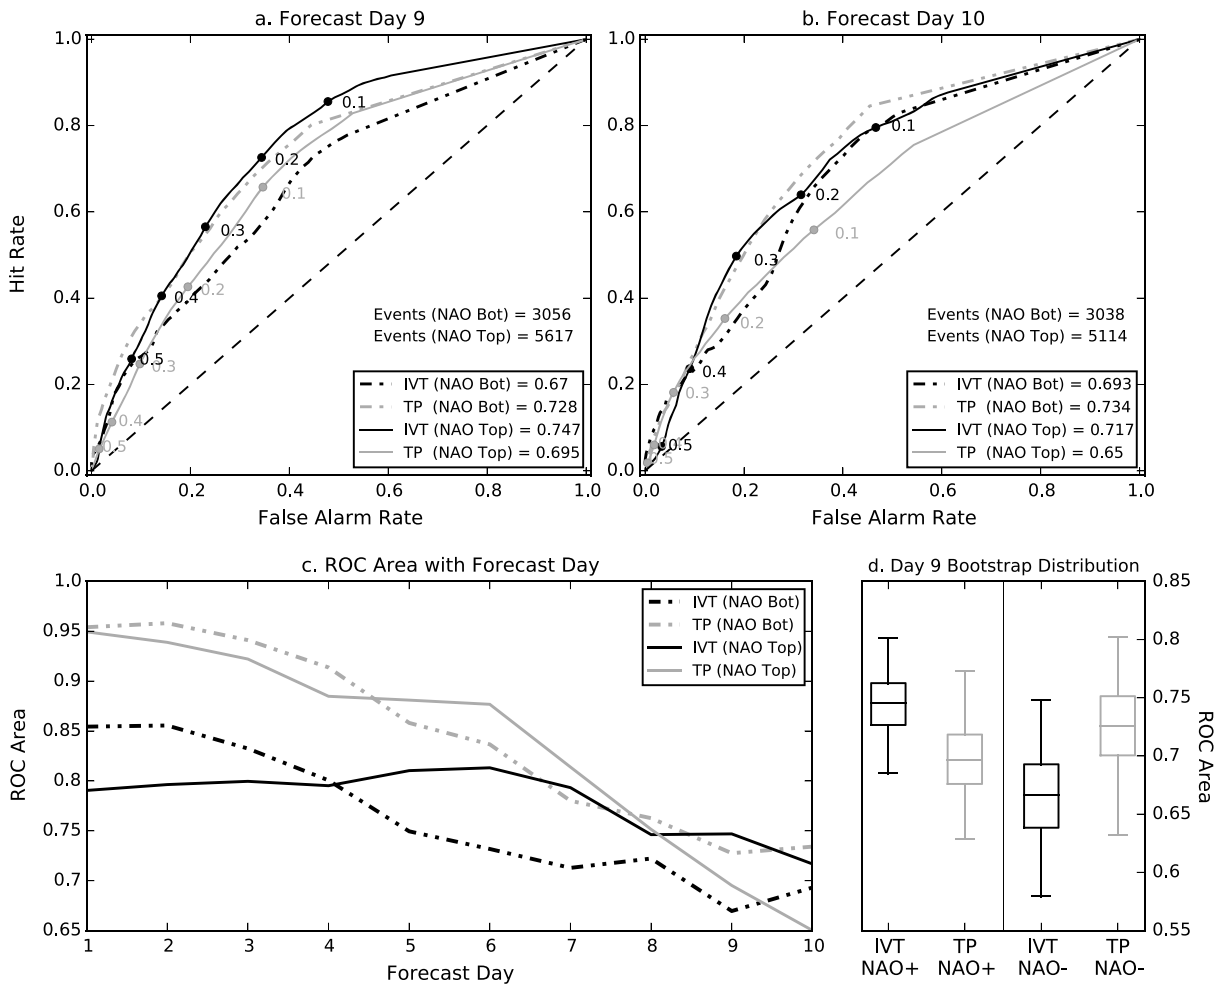 a. Forecast Day 9
1.0
0.8
0.6
0.4
0.2
0.0
Hit Rate
0.1
0.2
0.3
0.4
0.5
0.1
0.2
0.3
0.4
0.5
Events (NAO Bot) = 3056
Events (NAO Top) = 5617
IVT (NAO Bot) = 0.67
TP (NAO Bot) = 0.728
IVT (NAO Top) = 0.747
TP (NAO Top) = 0.695
0.0 0.2 0.4 0.6 0.8 1.0
False Alarm Rate
b. Forecast Day 10
1.0
0.8
0.6
0.4
0.2
0.0
0.1
0.2
0.3
0.4
0.5
0.1
0.2
0.3
Events (NAO Bot) = 3038
Events (NAO Top) = 5114
IVT (NAO Bot) = 0.693
TP (NAO Bot) = 0.734
IVT (NAO Top) = 0.717
TP (NAO Top) = 0.65
0.0 0.2 0.4 0.6 0.8 1.0
False Alarm Rate
c. ROC Area with Forecast Day
1.0
0.95
0.9
0.85
0.8
0.75
0.7
0.65
ROC Area
IVT (NAO Bot)
TP (NAO Bot)
IVT (NAO Top)
TP (NAO Top)
1 2 3 4 5 6 7 8 9 10
Forecast Day
d. Day 9 Bootstrap Distribution
0.85
0.8
0.75
0.7
0.65
0.6
0.55
ROC Area
IVT TP IVT TP
NAO+ NAO+ NAO- NAO-